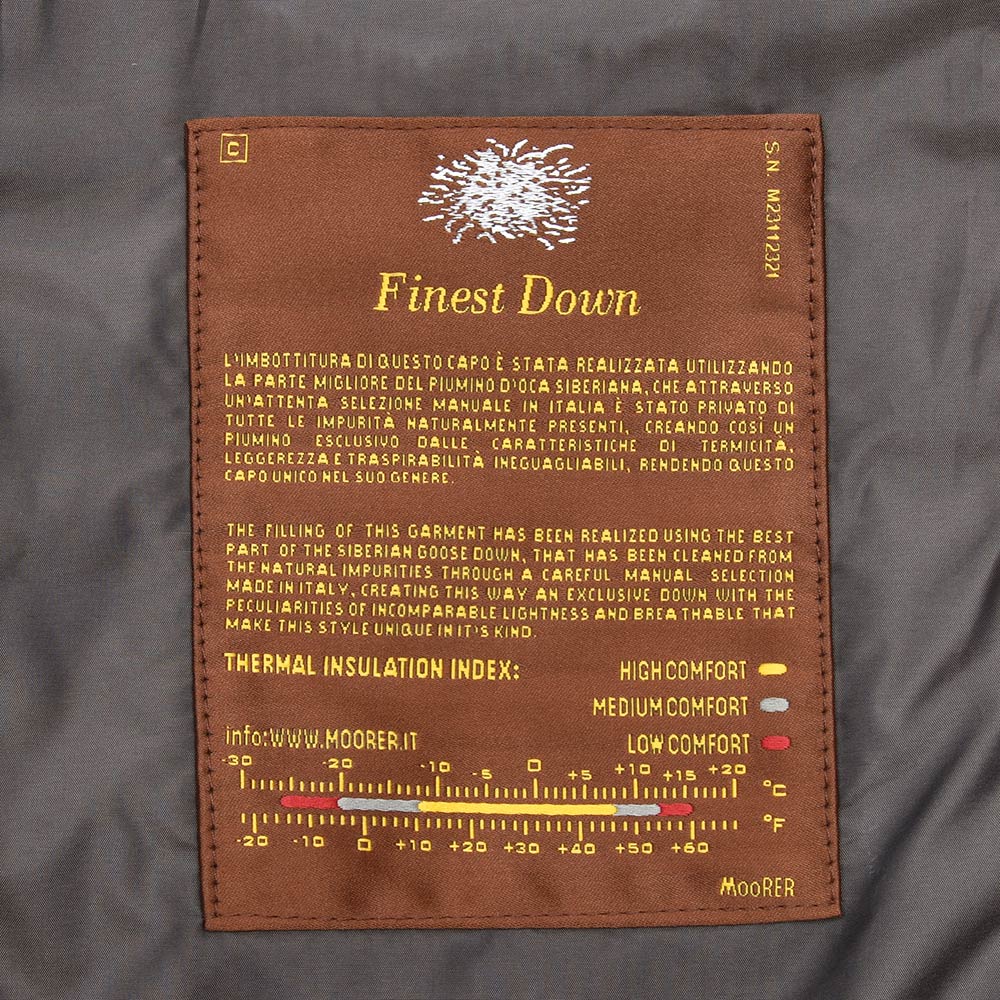 C
S.N. M23112321
Finest Down
L'IMBOTTITURA DI QUESTO CAPO È STATA REALIZZATA UTILIZZANDO
LA PARTE MIGLIORE DEL PIUMINO D'OCA SIBERIANA, CHE ATTRAVERSO
UN'ATTENTA SELEZIONE MANUALE IN ITALIA È STATO PRIVATO DI
TUTTE LE IMPURITÀ NATURALMENTE PRESENTI, CREANDO COSÌ UN
PIUMINO ESCLUSIVO DALLE CARATTERISTICHE DI TERMICITÀ,
LEGGEREZZA E TRASPIRABILITÀ INEGUAGLIABILI, RENDENDO QUESTO
CAPO UNICO NEL SUO GENERE.
THE FILLING OF THIS GARMENT HAS BEEN REALIZED USING THE BEST
PART OF THE SIBERIAN GOOSE DOWN, THAT HAS BEEN CLEANED FROM
THE NATURAL IMPURITIES THROUGH A CAREFUL MANUAL SELECTION
MADE IN ITALY, CREATING THIS WAY AN EXCLUSIVE DOWN WITH THE
PECULIARITIES OF INCOMPARABLE LIGHTNESS AND BREATHABLE THAT
MAKE THIS STYLE UNIQUE IN IT'S KIND.
THERMAL INSULATION INDEX: HIGH COMFORT
MEDIUM COMFORT
info:WWW.MOORER.IT LOW COMFORT
-30 -20 -10 -5 0 +5 +10 +15 +20 °C
-20 -10 0 +10 +20 +30 +40 +50 +60 °F
MooRER